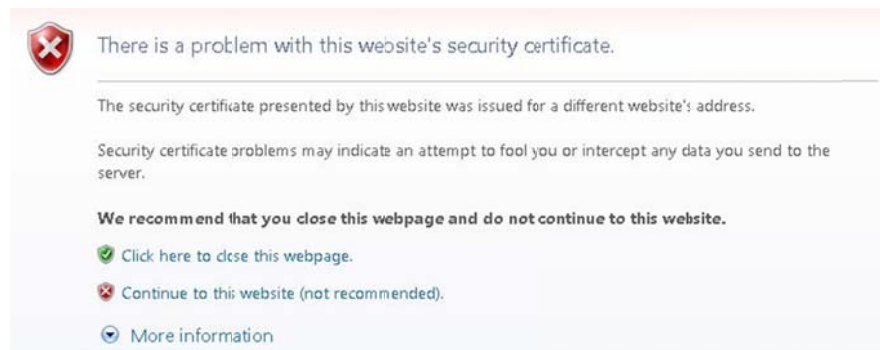 There is a problem with this website's security certificate.
The security certificate presented by this website was issued for a different website's address.
Security certificate problems may indicate an attempt to fool you or intercept any data you send to the
server.
We recommend that you close this webpage and do not continue to this website.
Click here to close this webpage.
Continue to this website (not recommended).
More information